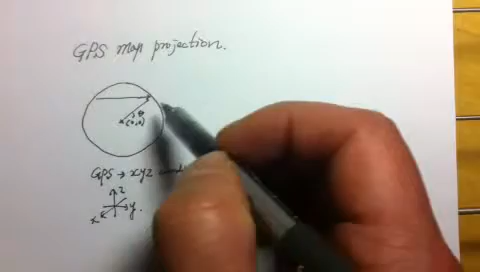 GPS map projection.
θ
GPS → xyz
z
x
y.